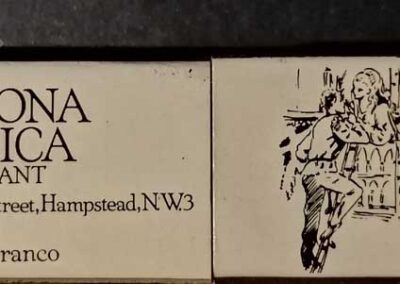 ONA
ICA
ANT
treet, Hampstead, N.W.3
ranco